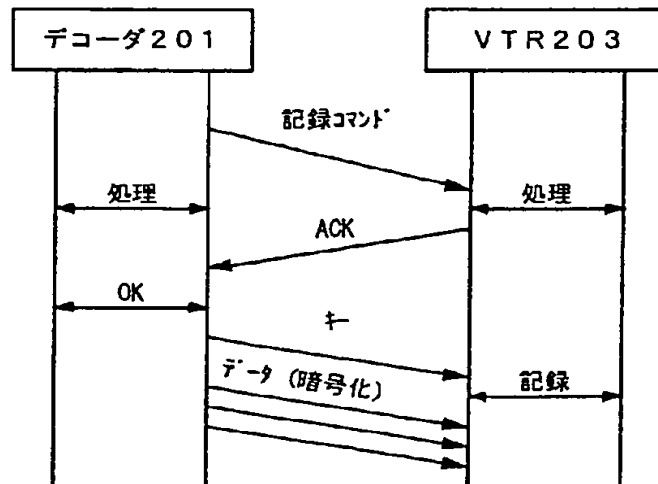 デコーダ201
VTR203
記録コマンド
処理
処理
ACK
OK
キー
データ (暗号化)
記録